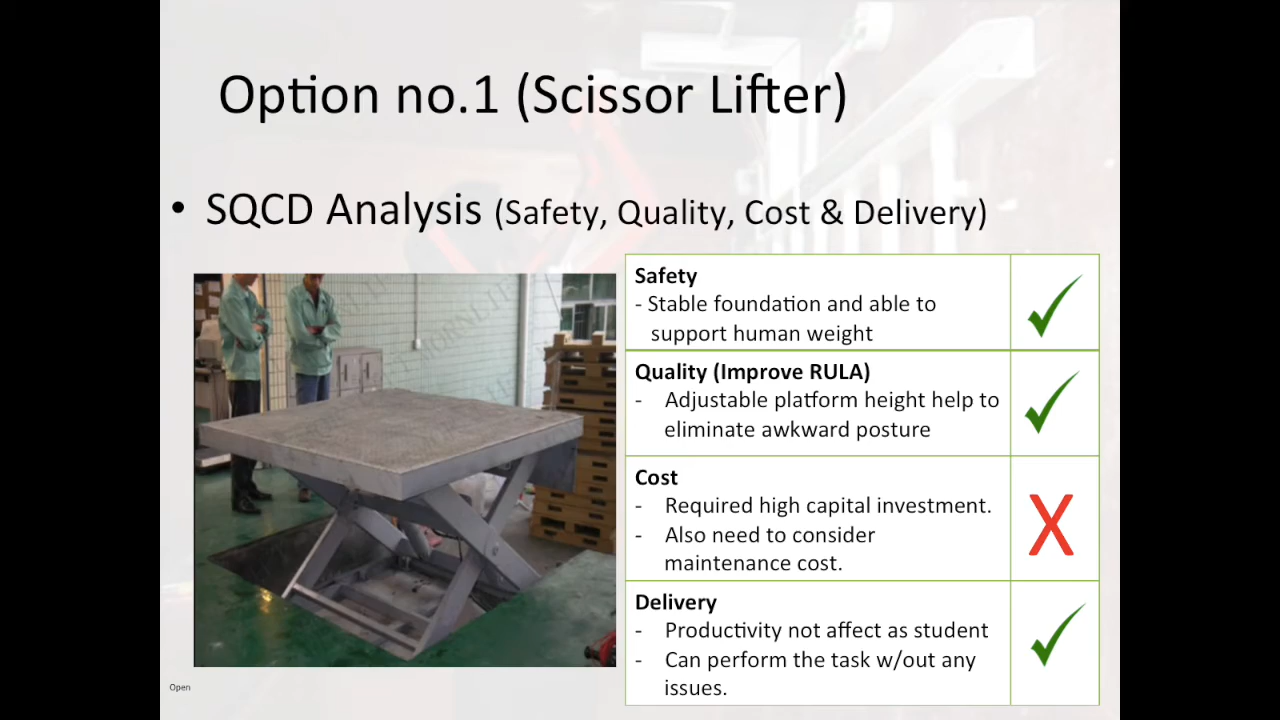 Option no.1 (Scissor Lifter)
• SQCD Analysis (Safety, Quality, Cost & Delivery)
Safety
- Stable foundation and able to
support human weight
Quality (Improve RULA)
- Adjustable platform height help to
eliminate awkward posture
Cost
- Required high capital investment.
- Also need to consider
maintenance cost.
Delivery
- Productivity not affect as student
- Can perform the task w/out any
issues.
Open